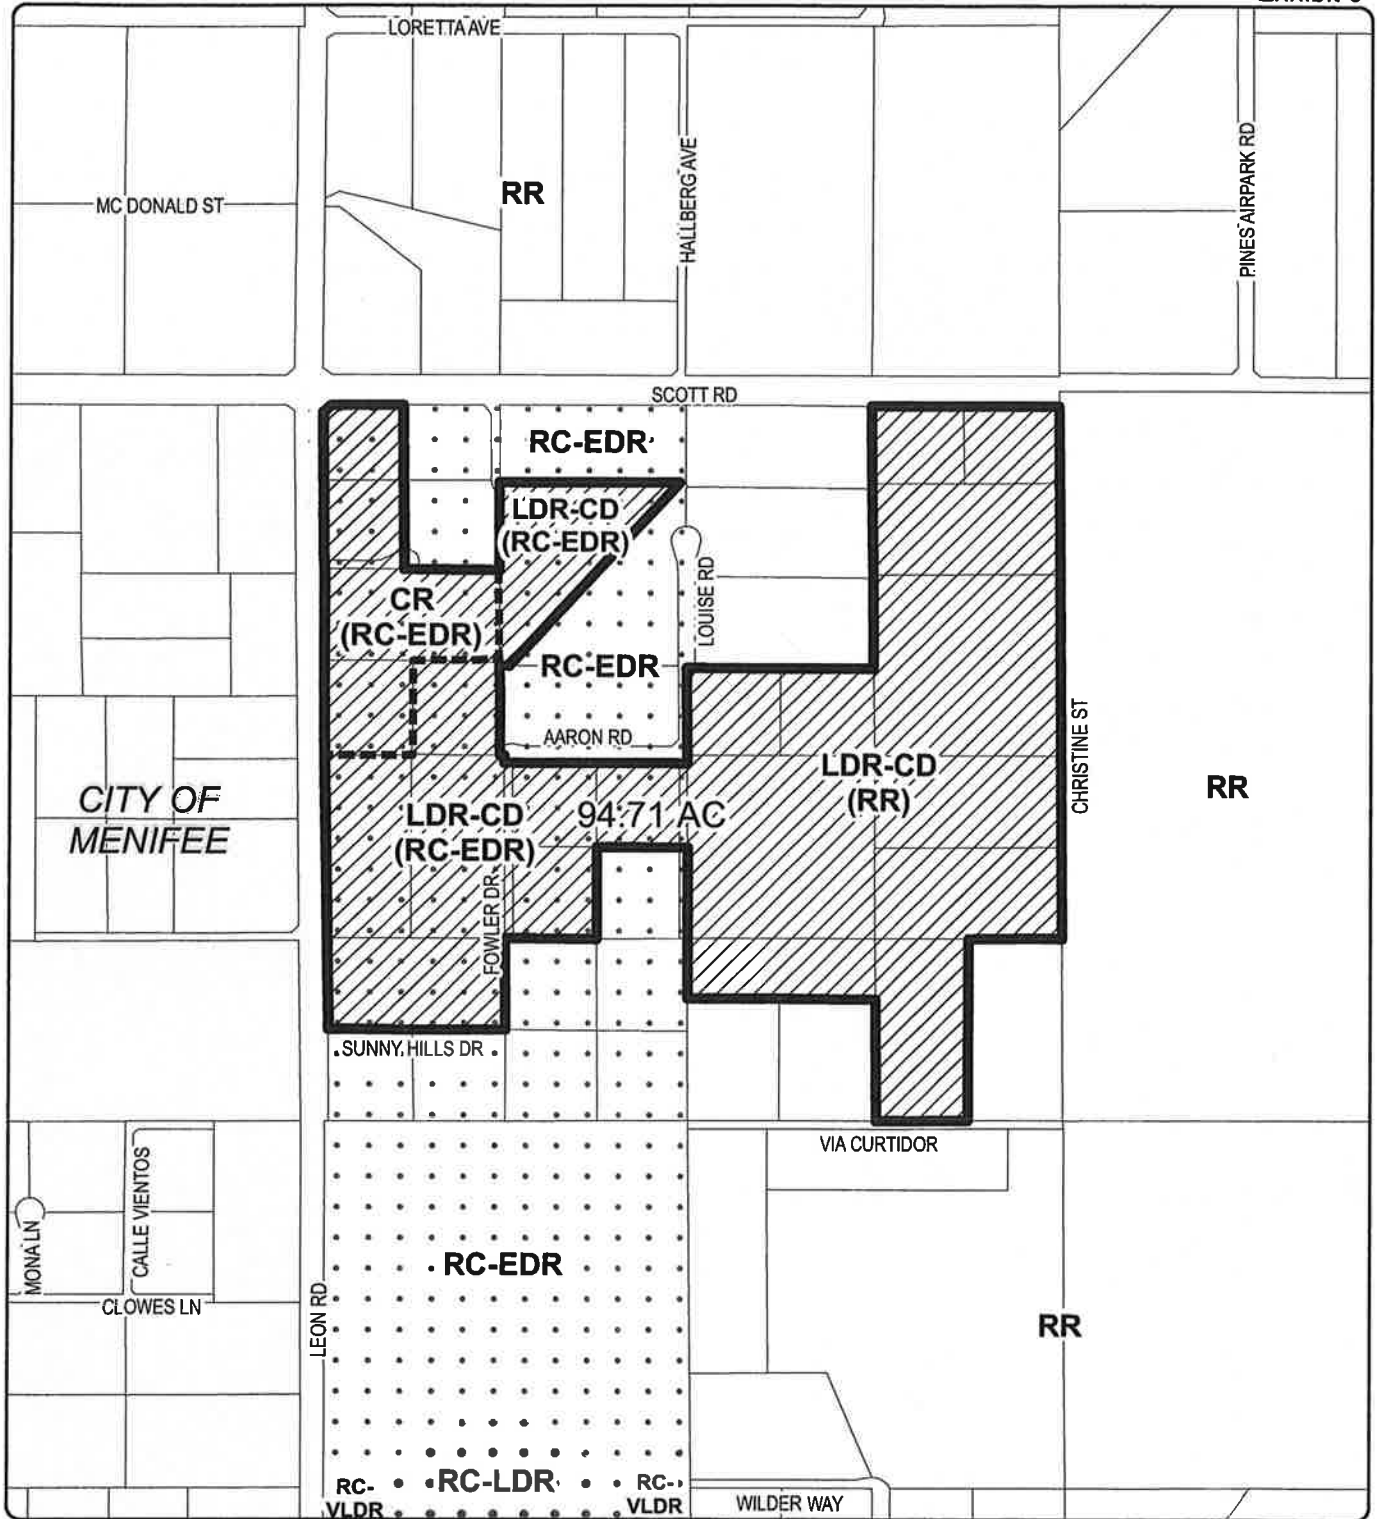 LORETTA AVE
MC DONALD ST
RR
HALLBERG AVE
PINES AIRPARK RD
SCOTT RD
RC-EDR
LDR-CD
(RC-EDR)
LOUISE RD
CR
(RC-EDR)
RC-EDR
AARON RD
CHRISTINE ST
LDR-CD
(RR)
RR
CITY OF
MENIFEE
LDR-CD
(RC-EDR)
94.71 AC
FOWLER DR
SUNNY HILLS DR
VIA CURTIDOR
MONA LN
CALLE VIENTOS
CLOWES LN
LEON RD
RC-EDR
RR
RC-
VLDR
RC-LDR
RC-
VLDR
WILDER WAY